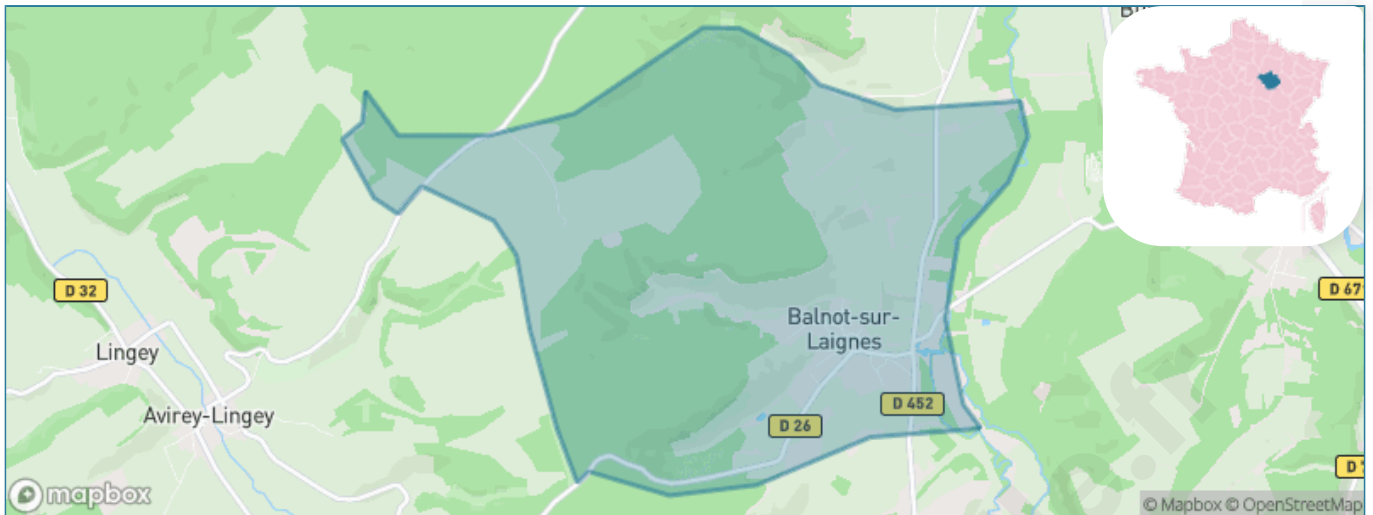 D 32
Lingey
Avirey-Lingey
Balnot-sur-
Laignes
D 452
D 26
mapbox
© Mapbox © OpenStreetMap